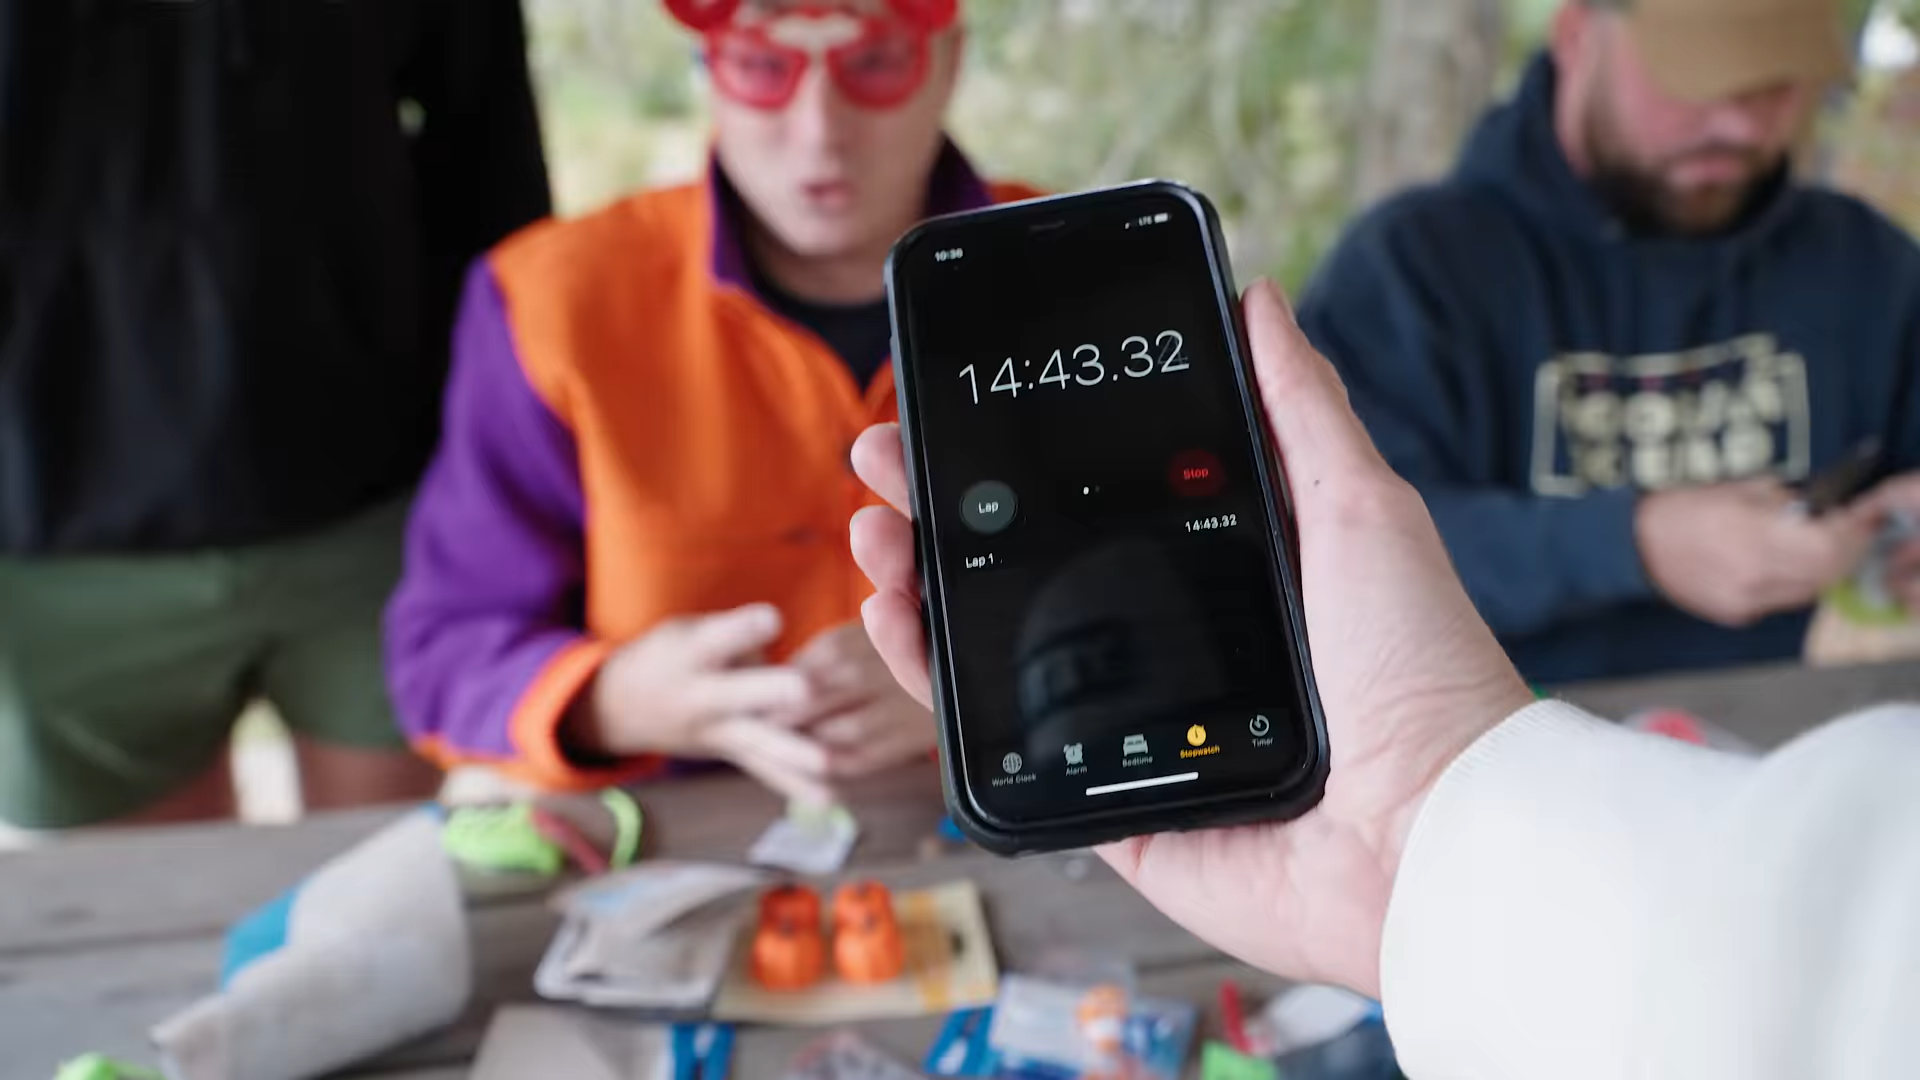 10:36
LTE
14:43.32
Lap
Stop
14:43.32
Lap 1
World Clock
Alarm
Bedtime
Stopwatch
Timer